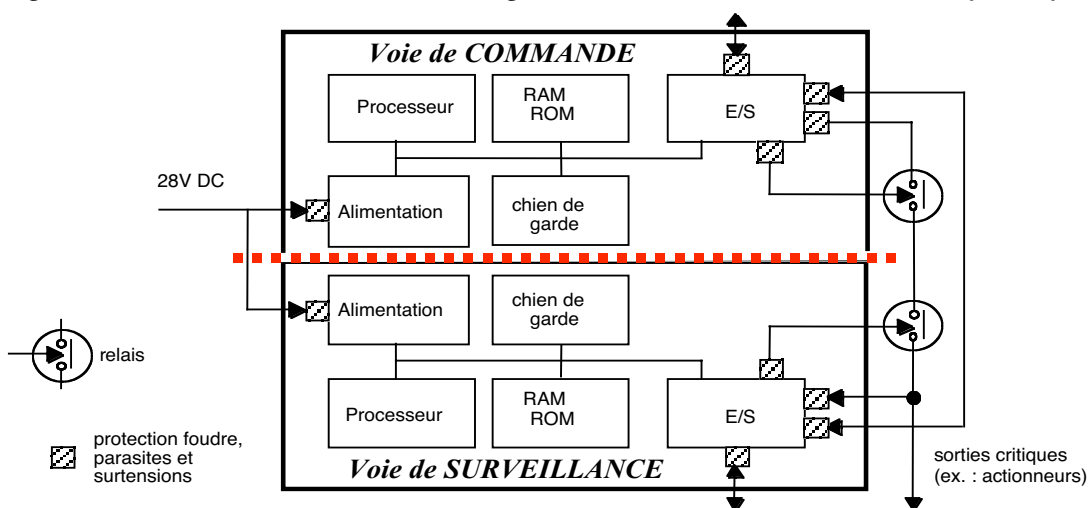 Voie de COMMANDE
Processeur
RAM
ROM
E/S
28V DC
Alimentation
chien de
garde
Alimentation
chien de
garde
relais
Processeur
RAM
ROM
E/S
protection foudre,
parasites et
surtensions
Voie de SURVEILLANCE
sorties critiques
(ex. : actionneurs)